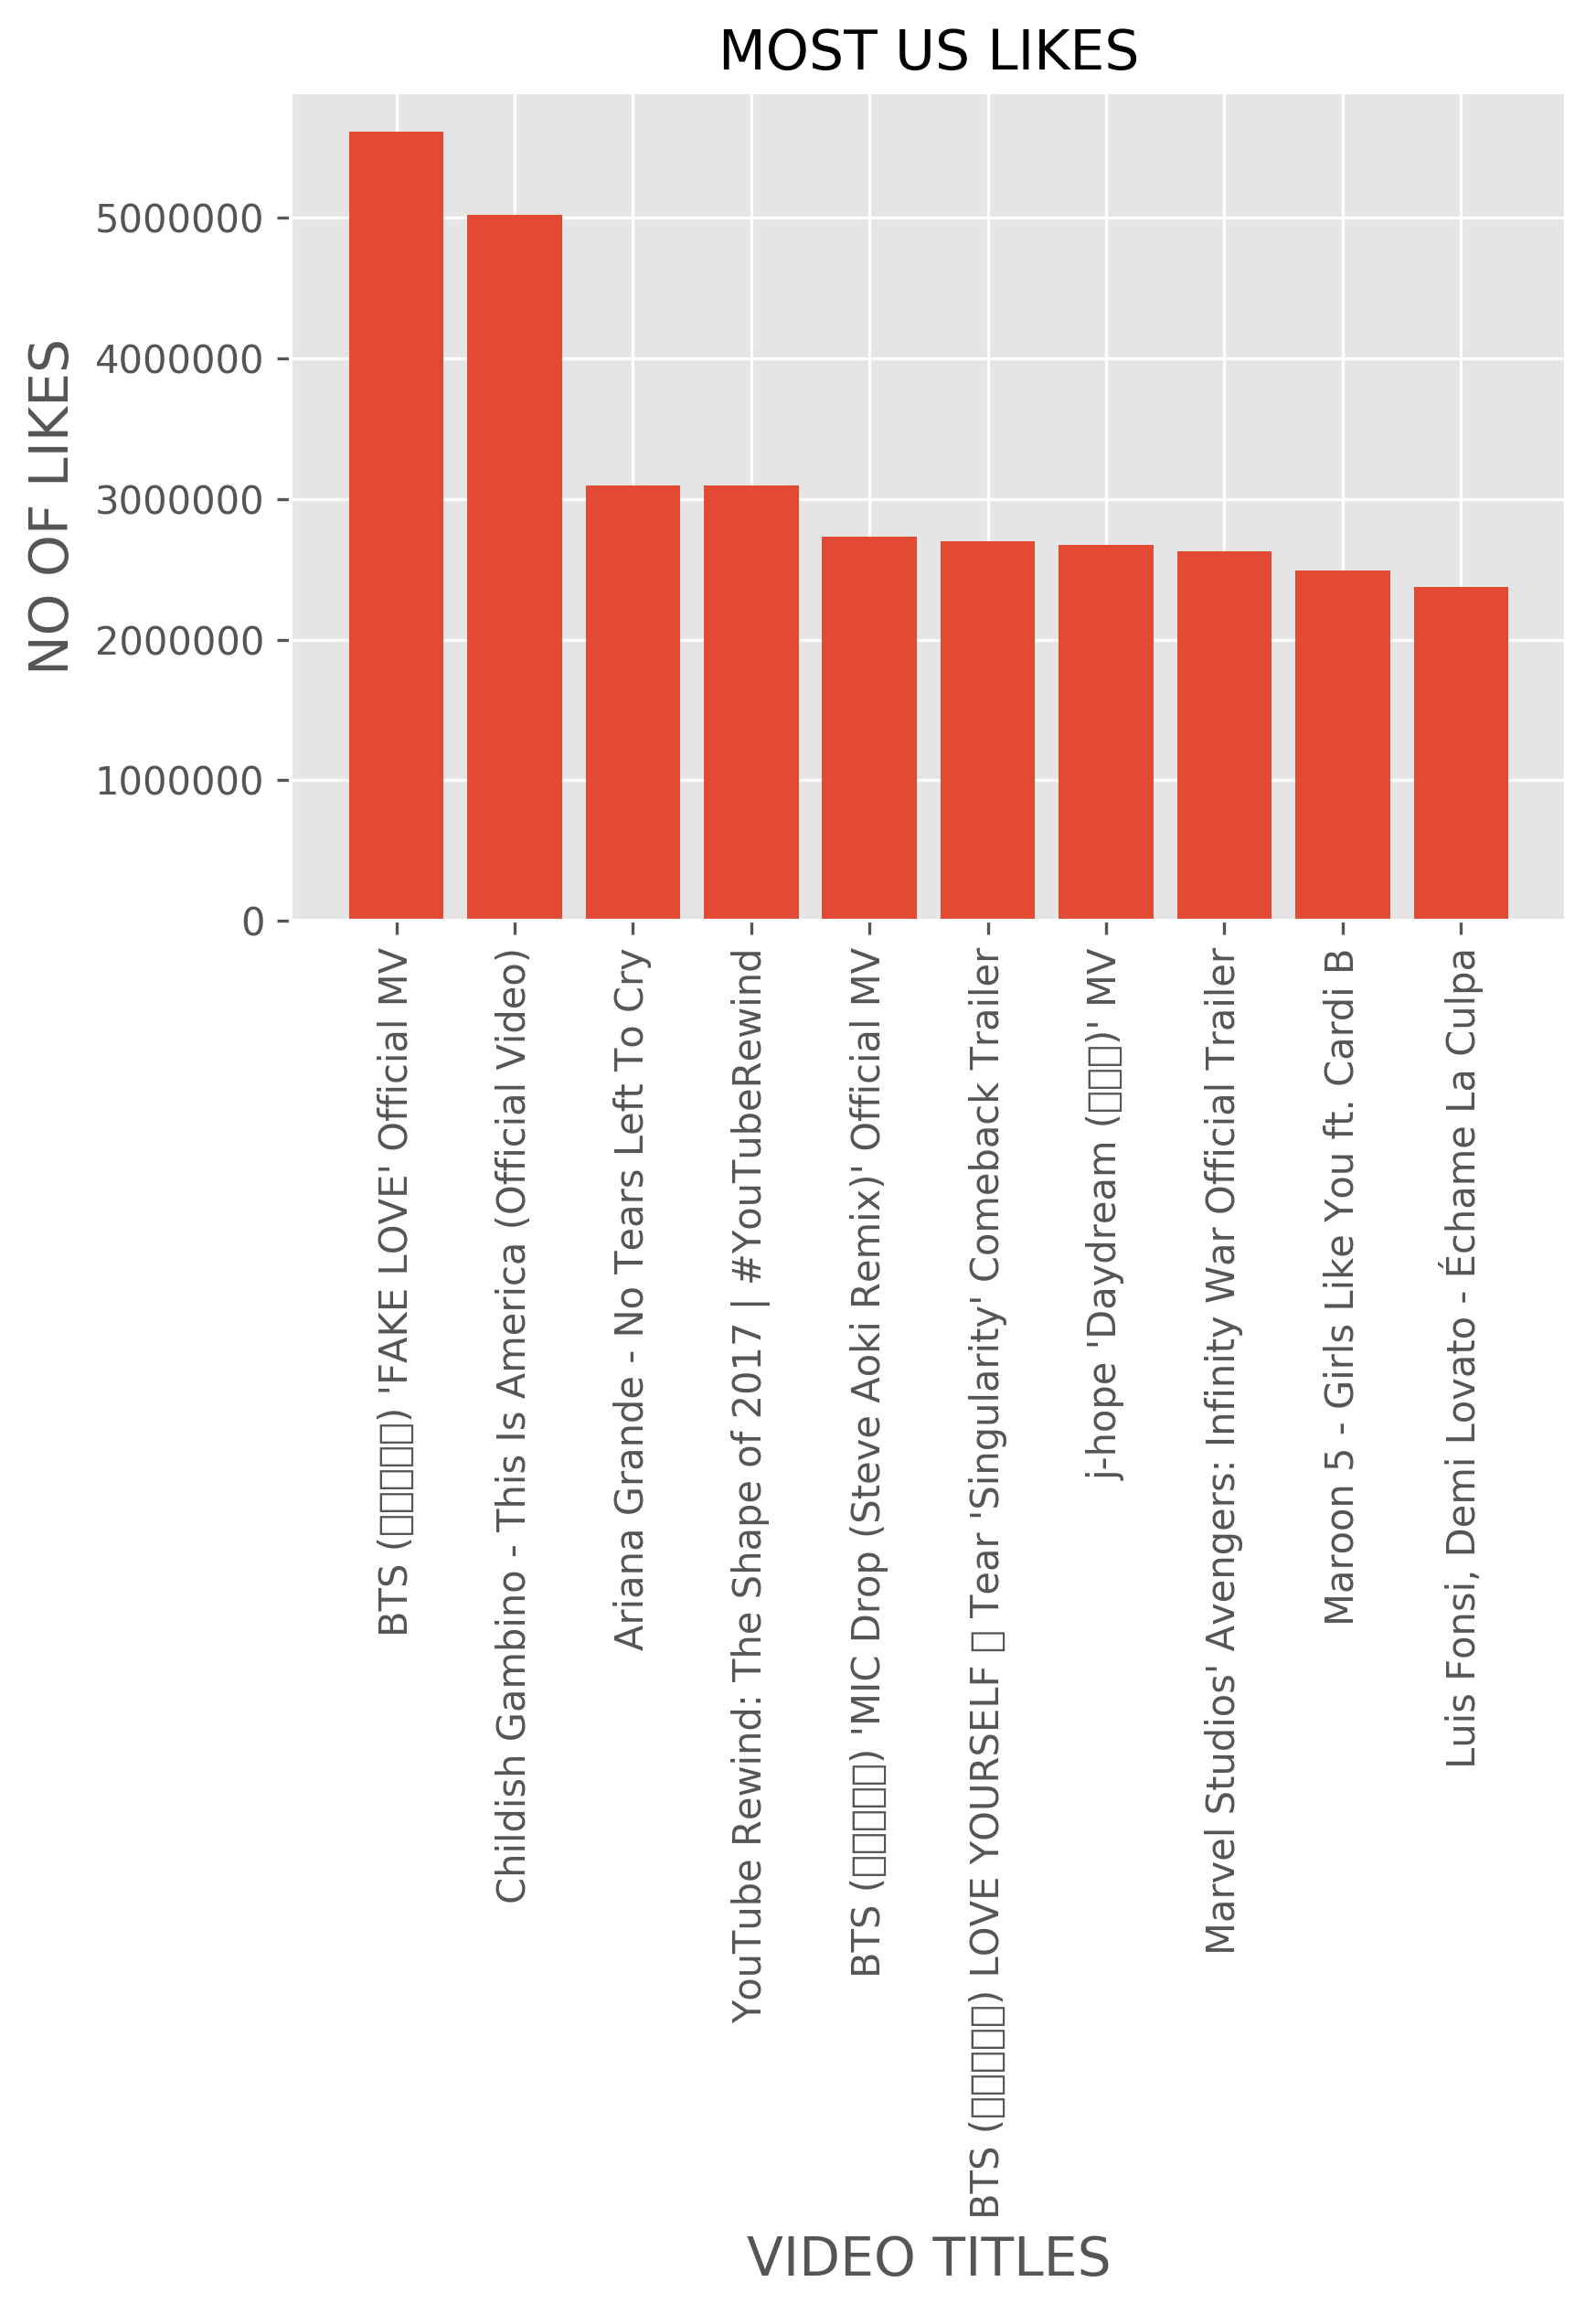 MOST US LIKES
NO OF LIKES
5000000
4000000
3000000
2000000
1000000
0
BTS (□□□□□) 'FAKE LOVE' Official MV
Childish Gambino - This Is America (Official Video)
Ariana Grande - No Tears Left To Cry
YouTube Rewind: The Shape of 2017 | #YouTubeRewind
BTS (□□□□□) 'MIC Drop (Steve Aoki Remix)' Official MV
BTS (□□□□□) LOVE YOURSELF □ Tear 'Singularity' Comeback Trailer
j-hope 'Daydream (□□□)' MV
Marvel Studios' Avengers: Infinity War Official Trailer
Maroon 5 - Girls Like You ft. Cardi B
Luis Fonsi, Demi Lovato - Échame La Culpa
VIDEO TITLES